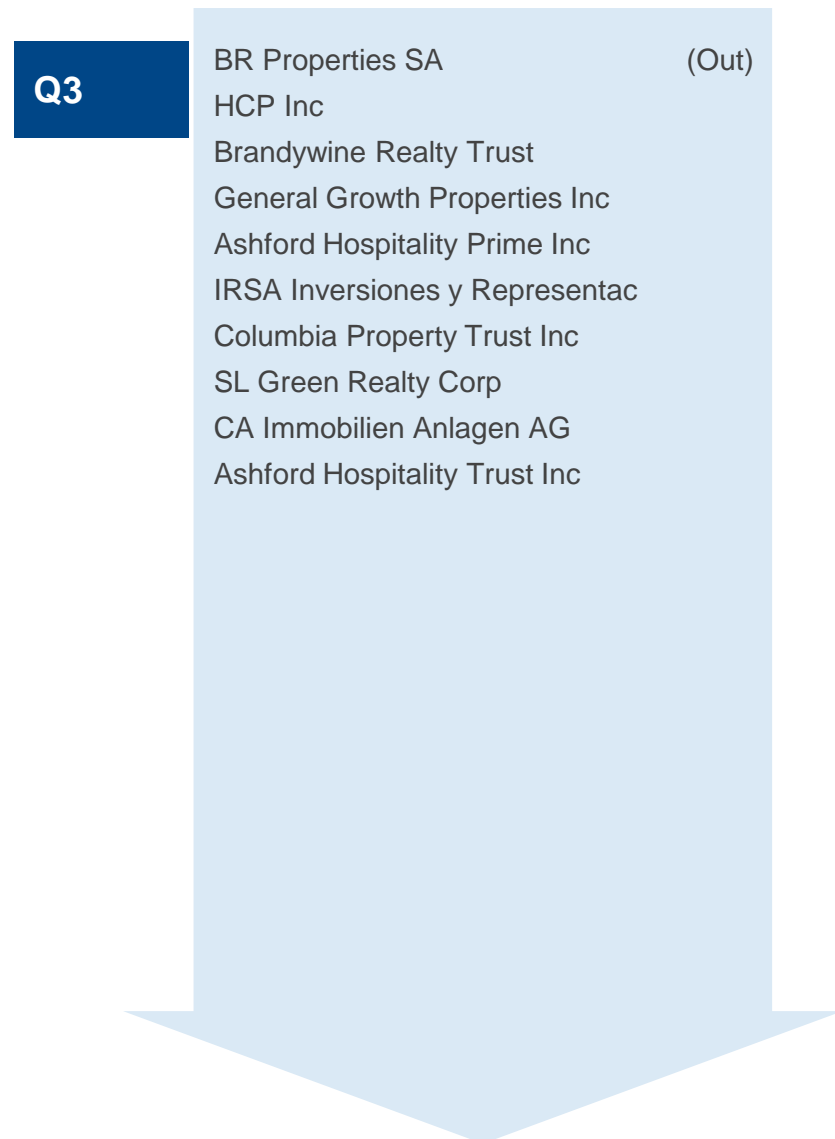 Q3
BR Properties SA (Out)
HCP Inc
Brandywine Realty Trust
General Growth Properties Inc
Ashford Hospitality Prime Inc
IRSA Inversiones y Representac
Columbia Property Trust Inc
SL Green Realty Corp
CA Immobilien Anlagen AG
Ashford Hospitality Trust Inc